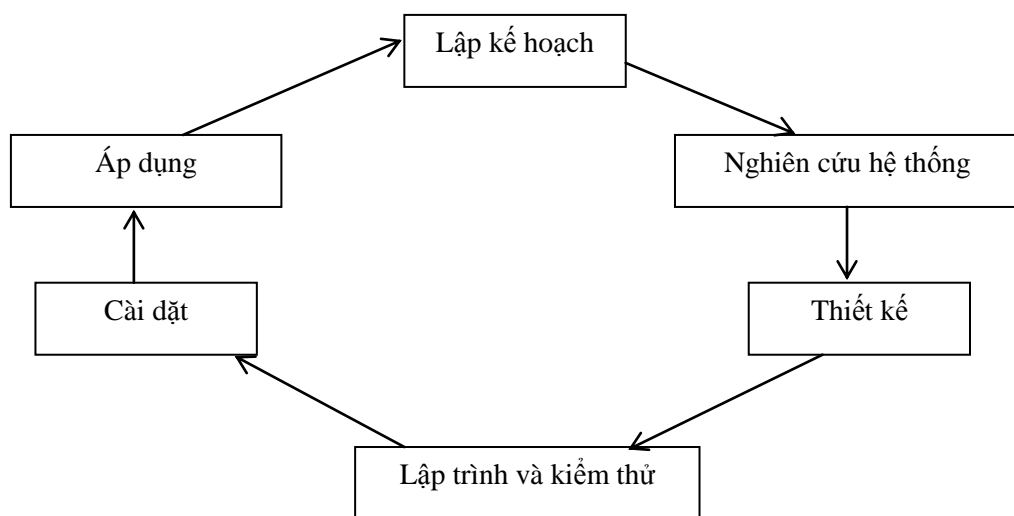 Lập kế hoạch
Áp dụng
Nghiên cứu hệ thống
Cài dặt
Thiết kế
Lập trình và kiểm thử